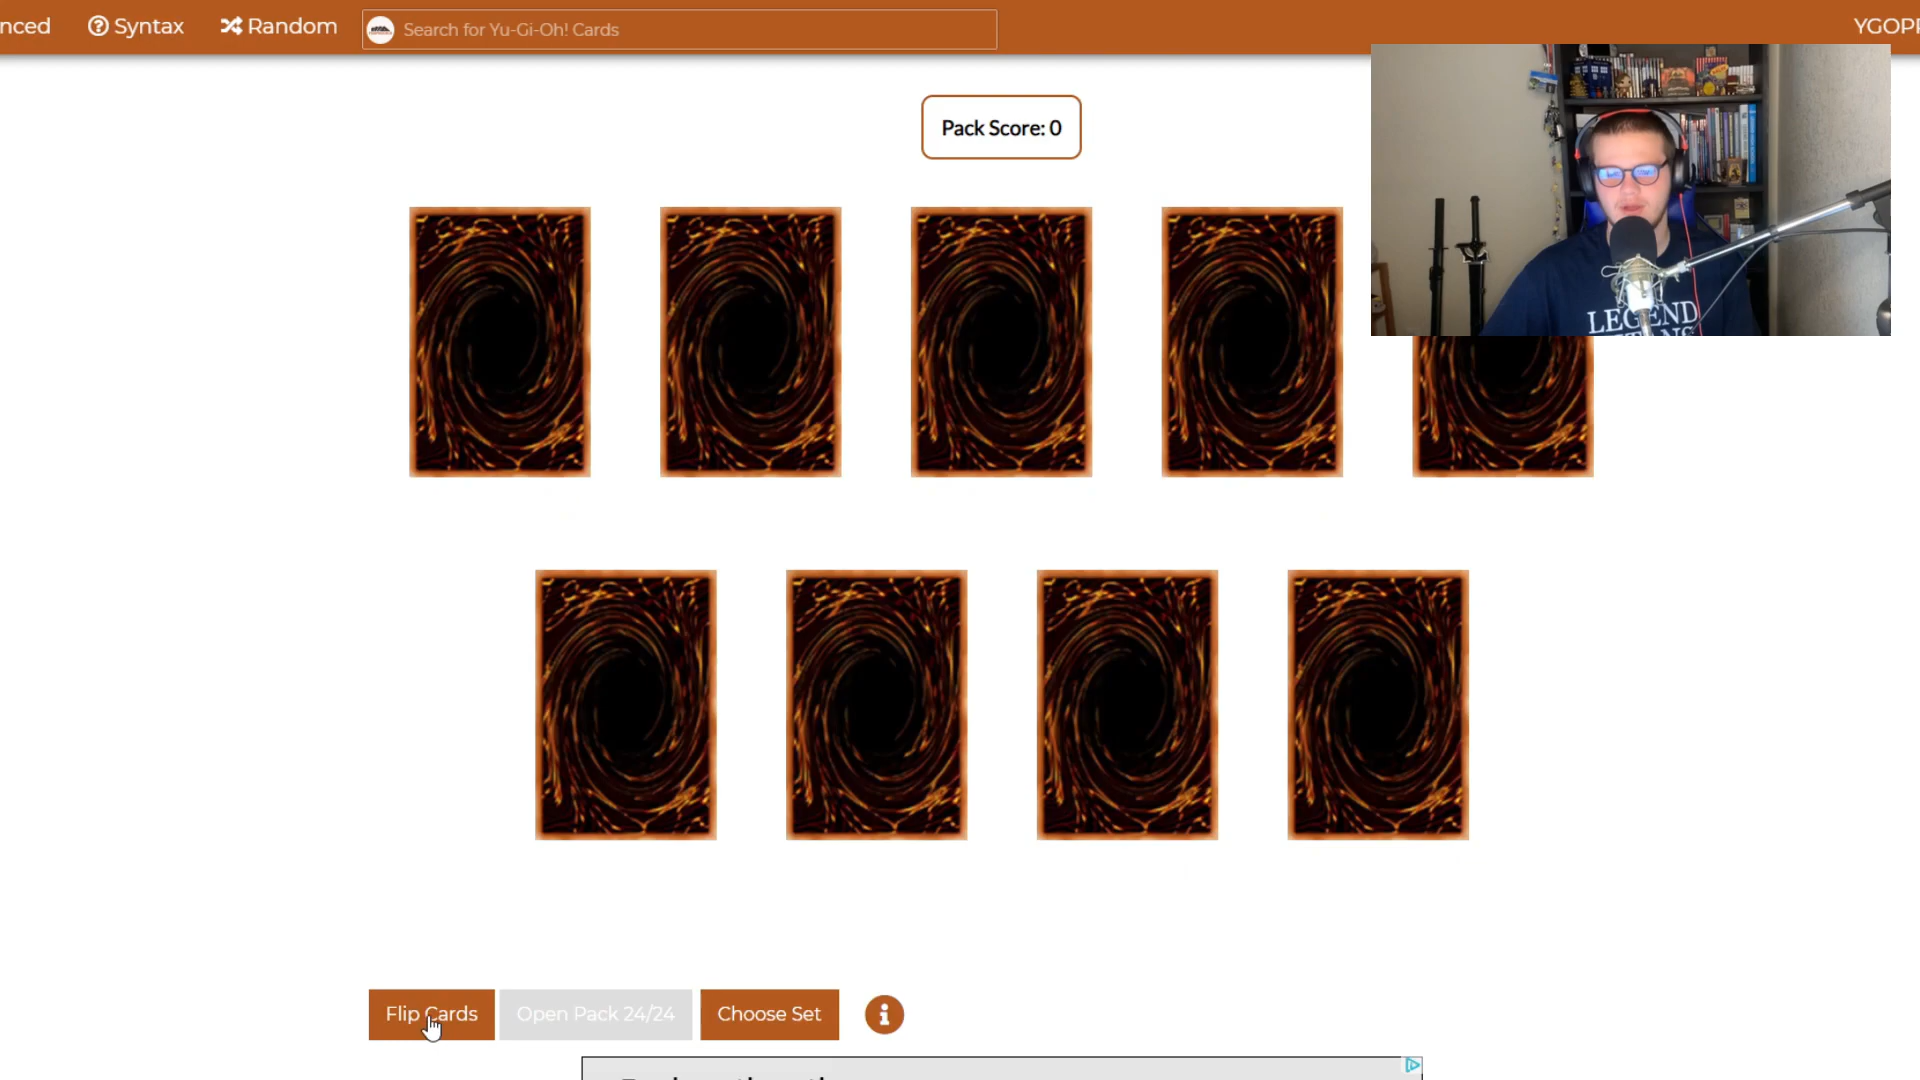 nced
Syntax
Random
Search for Yu-Gi-Oh! Cards
YGOPR
Pack Score: 0
LEGEND
Flip Cards
Open Pack 24/24
Choose Set